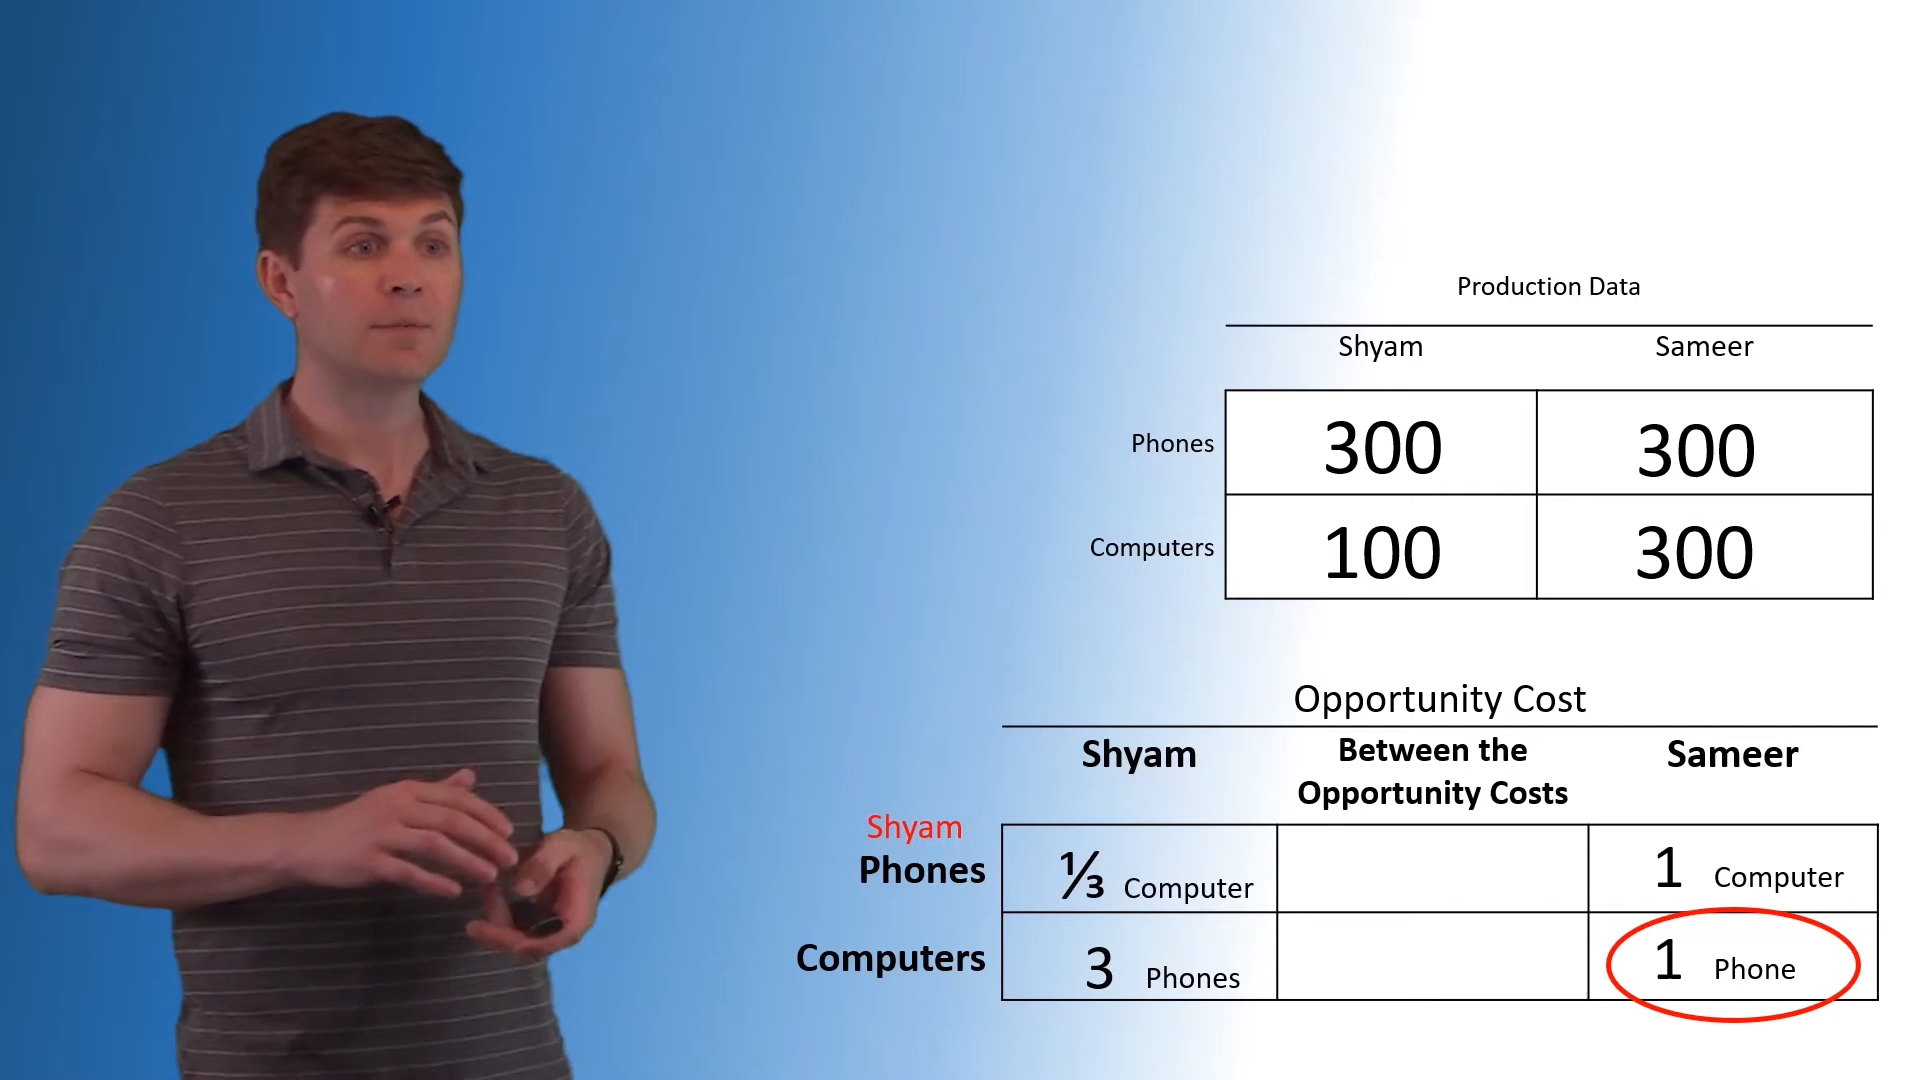 Production Data
Shyam Sameer
Phones 300 300
Computers 100 300
Opportunity Cost
Shyam Between the Opportunity Costs Sameer
Shyam
Phones ⅓ Computer 1 Computer
Computers 3 Phones 1 Phone